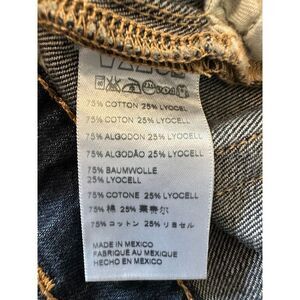 75% COTTON 25% LYOCELL
75% COTON 25% LYOCELL
75% ALGODON 25% LYOCELL
75% ALGODÃO 25% LYOCELL
75% BAUMWOLLE
25% LYOCELL
75% COTONE 25% LYOCELL
75% 棉 25% 莱赛尔
75% コットン 25% リヨセル
MADE IN MEXICO
FABRIQUE AU MEXIQUE
HECHO EN MEXICO